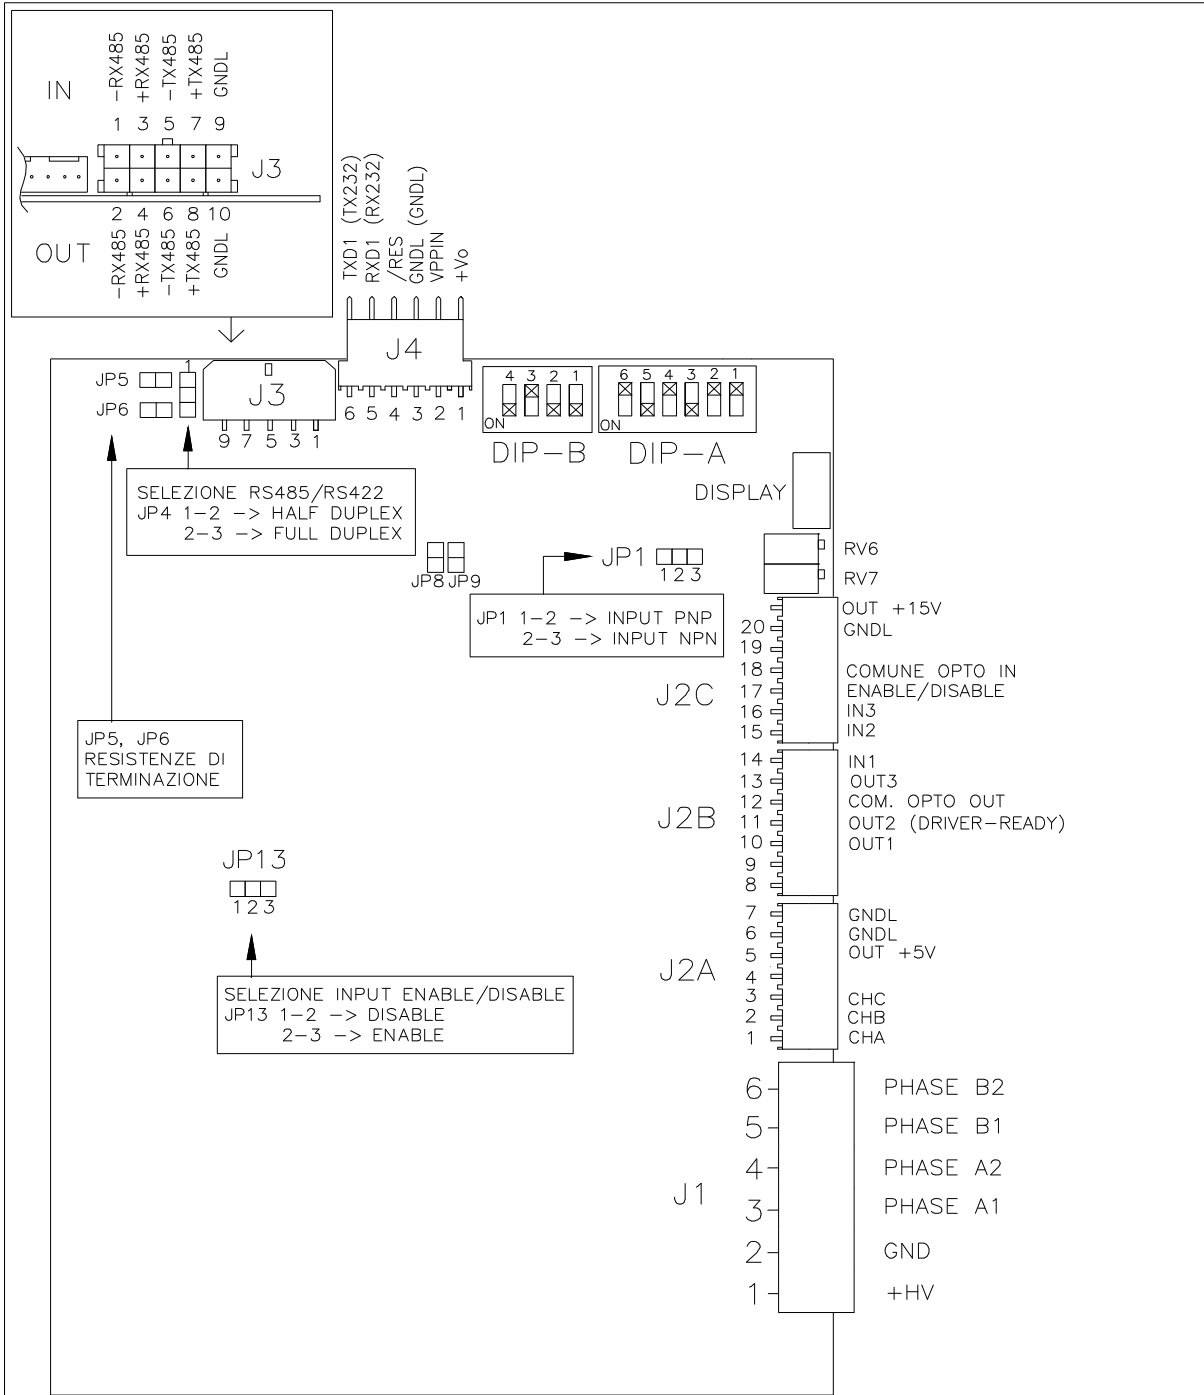 IN
-RX485
+RX485
-TX485
+TX485
GNDL
1 3 5 7 9
J3
2 4 6 8 10
OUT
-RX485
+RX485
-TX485
+TX485
GNDL
TXD1 (TX232)
RXD1 (RX232)
/RES
GNDL (GNDL)
VPPIN
+Vo
J4
6 5 4 3 2 1
JP5
JP6
1
J3
9 7 5 3 1
4 3 2 1
ON
DIP-B
6 5 4 3 2 1
ON
DIP-A
SELEZIONE RS485/RS422
JP4 1-2 -> HALF DUPLEX
2-3 -> FULL DUPLEX
DISPLAY
RV6
RV7
JP8
JP9
JP1
123
JP1 1-2 -> INPUT PNP
2-3 -> INPUT NPN
JP5, JP6
RESISTENZE DI
TERMINAZIONE
J2C
OUT +15V
20 GNDL
19
18 COMUNE OPTO IN
17 ENABLE/DISABLE
16 IN3
15 IN2
J2B
14 IN1
13 OUT3
12 COM. OPTO OUT
11 OUT2 (DRIVER-READY)
10 OUT1
9
8
JP13
123
SELEZIONE INPUT ENABLE/DISABLE
JP13 1-2 -> DISABLE
2-3 -> ENABLE
J2A
7 GNDL
6 GNDL
5 OUT +5V
4
3 CHC
2 CHB
1 CHA
J1
6 PHASE B2
5 PHASE B1
4 PHASE A2
3 PHASE A1
2 GND
1 +HV